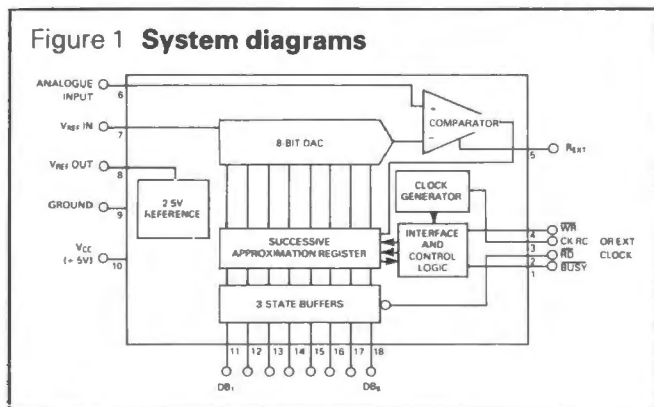 Figure 1 System diagrams
ANALOGUE
INPUT
6
VREF IN
7
VREF OUT
8
GROUND
9
VCC
(+ 5V)
10
8-BIT DAC
COMPARATOR
+
−
5
REXT
2 5V
REFERENCE
CLOCK
GENERATOR
SUCCESSIVE
APPROXIMATION REGISTER
INTERFACE
AND
CONTROL
LOGIC
3 STATE BUFFERS
WR
4
CK RC OR EXT
3
RD CLOCK
2
BUSY
1
11 12 13 14 15 16 17 18
DB1 DB8